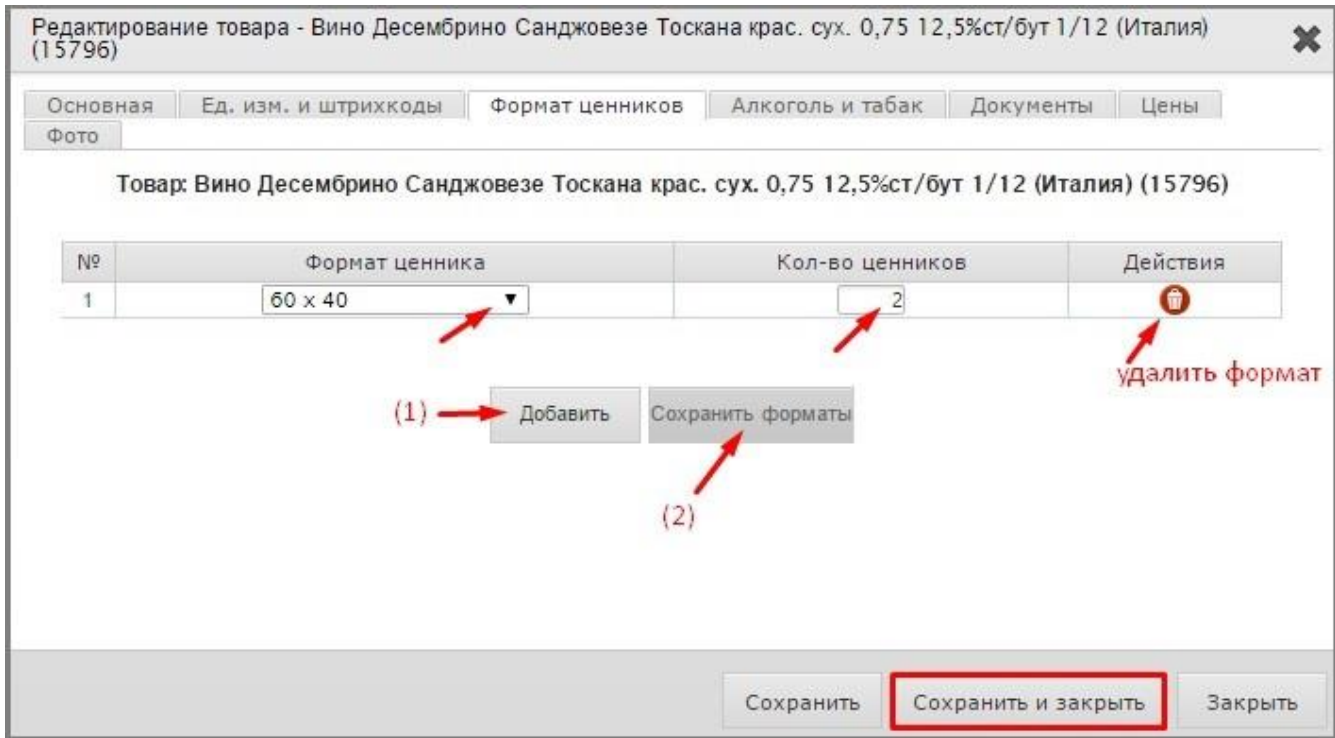 Редактирование товара - Вино Десембрино Санджовезе Тоскана крас. сух. 0,75 12,5%ст/бут 1/12 (Италия)
(15796)
Основная Ед. изм. и штрихкоды Формат ценников Алкоголь и табак Документы Цены
Фото
Товар: Вино Десембрино Санджовезе Тоскана крас. сух. 0,75 12,5%ст/бут 1/12 (Италия) (15796)
№ Формат ценника Кол-во ценников Действия
1 60 x 40 2
удалить формат
(1) Добавить Сохранить форматы
(2)
Сохранить Сохранить и закрыть Закрыть